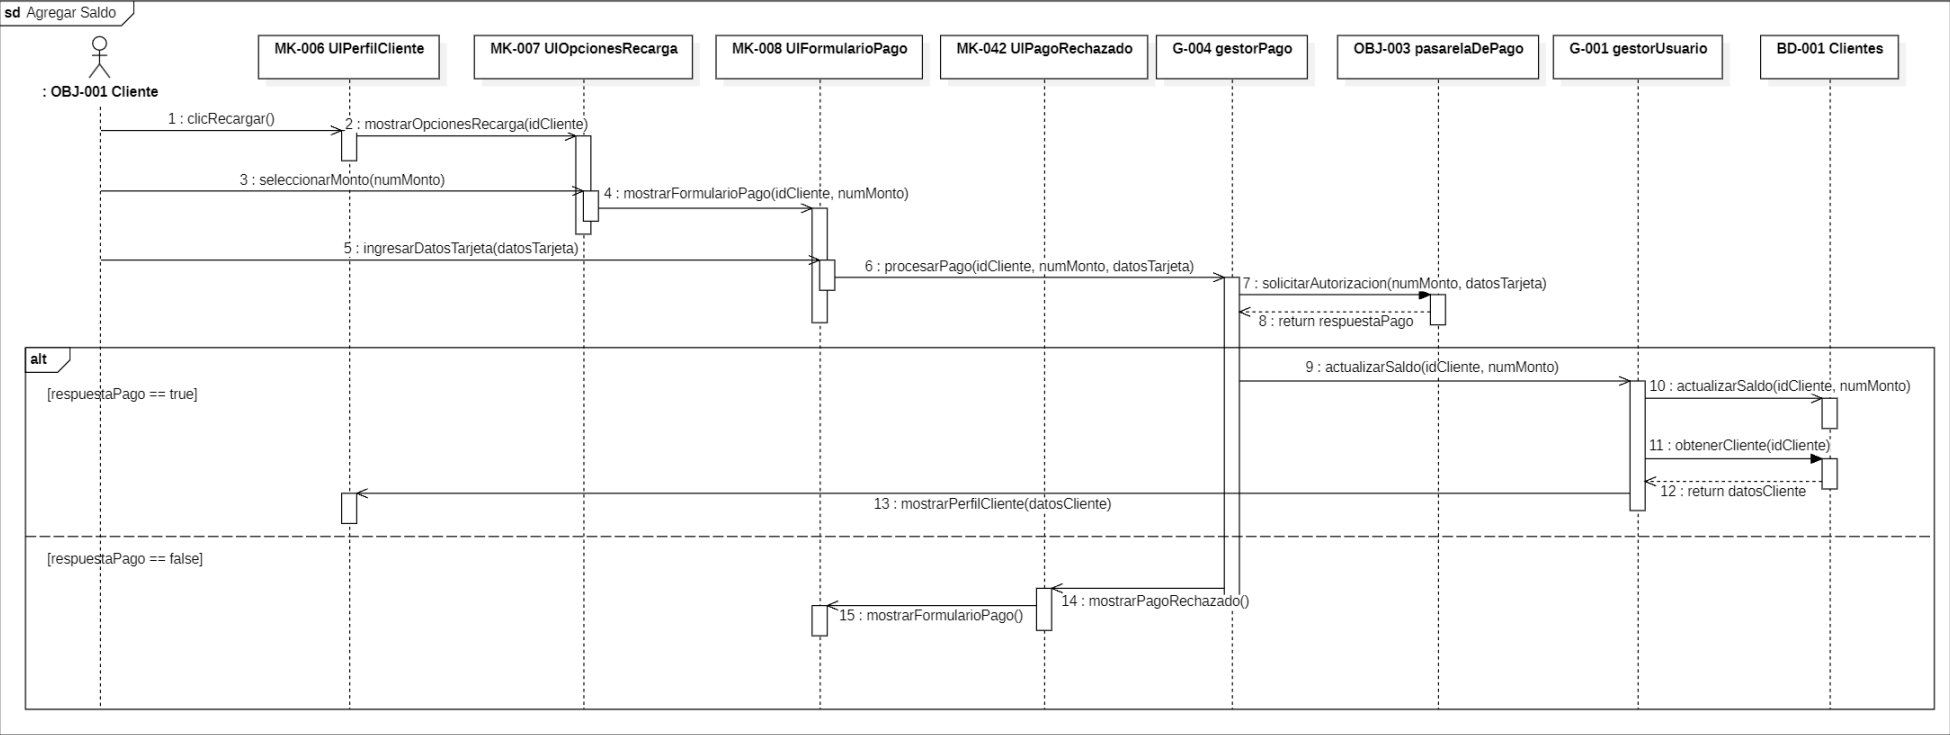 sd Agregar Saldo
: OBJ-001 Cliente
MK-006 UIPerfilCliente
MK-007 UIOpcionesRecarga
MK-008 UIFormularioPago
MK-042 UIPagoRechazado
G-004 gestorPago
OBJ-003 pasarelaDePago
G-001 gestorUsuario
BD-001 Clientes
1 : clicRecargar()
2 : mostrarOpcionesRecarga(idCliente)
3 : seleccionarMonto(numMonto)
4 : mostrarFormularioPago(idCliente, numMonto)
5 : ingresarDatosTarjeta(datosTarjeta)
6 : procesarPago(idCliente, numMonto, datosTarjeta)
7 : solicitarAutorizacion(numMonto, datosTarjeta)
8 : return respuestaPago
alt
[respuestaPago == true]
9 : actualizarSaldo(idCliente, numMonto)
10 : actualizarSaldo(idCliente, numMonto)
11 : obtenerCliente(idCliente)
12 : return datosCliente
13 : mostrarPerfilCliente(datosCliente)
[respuestaPago == false]
14 : mostrarPagoRechazado()
15 : mostrarFormularioPago()